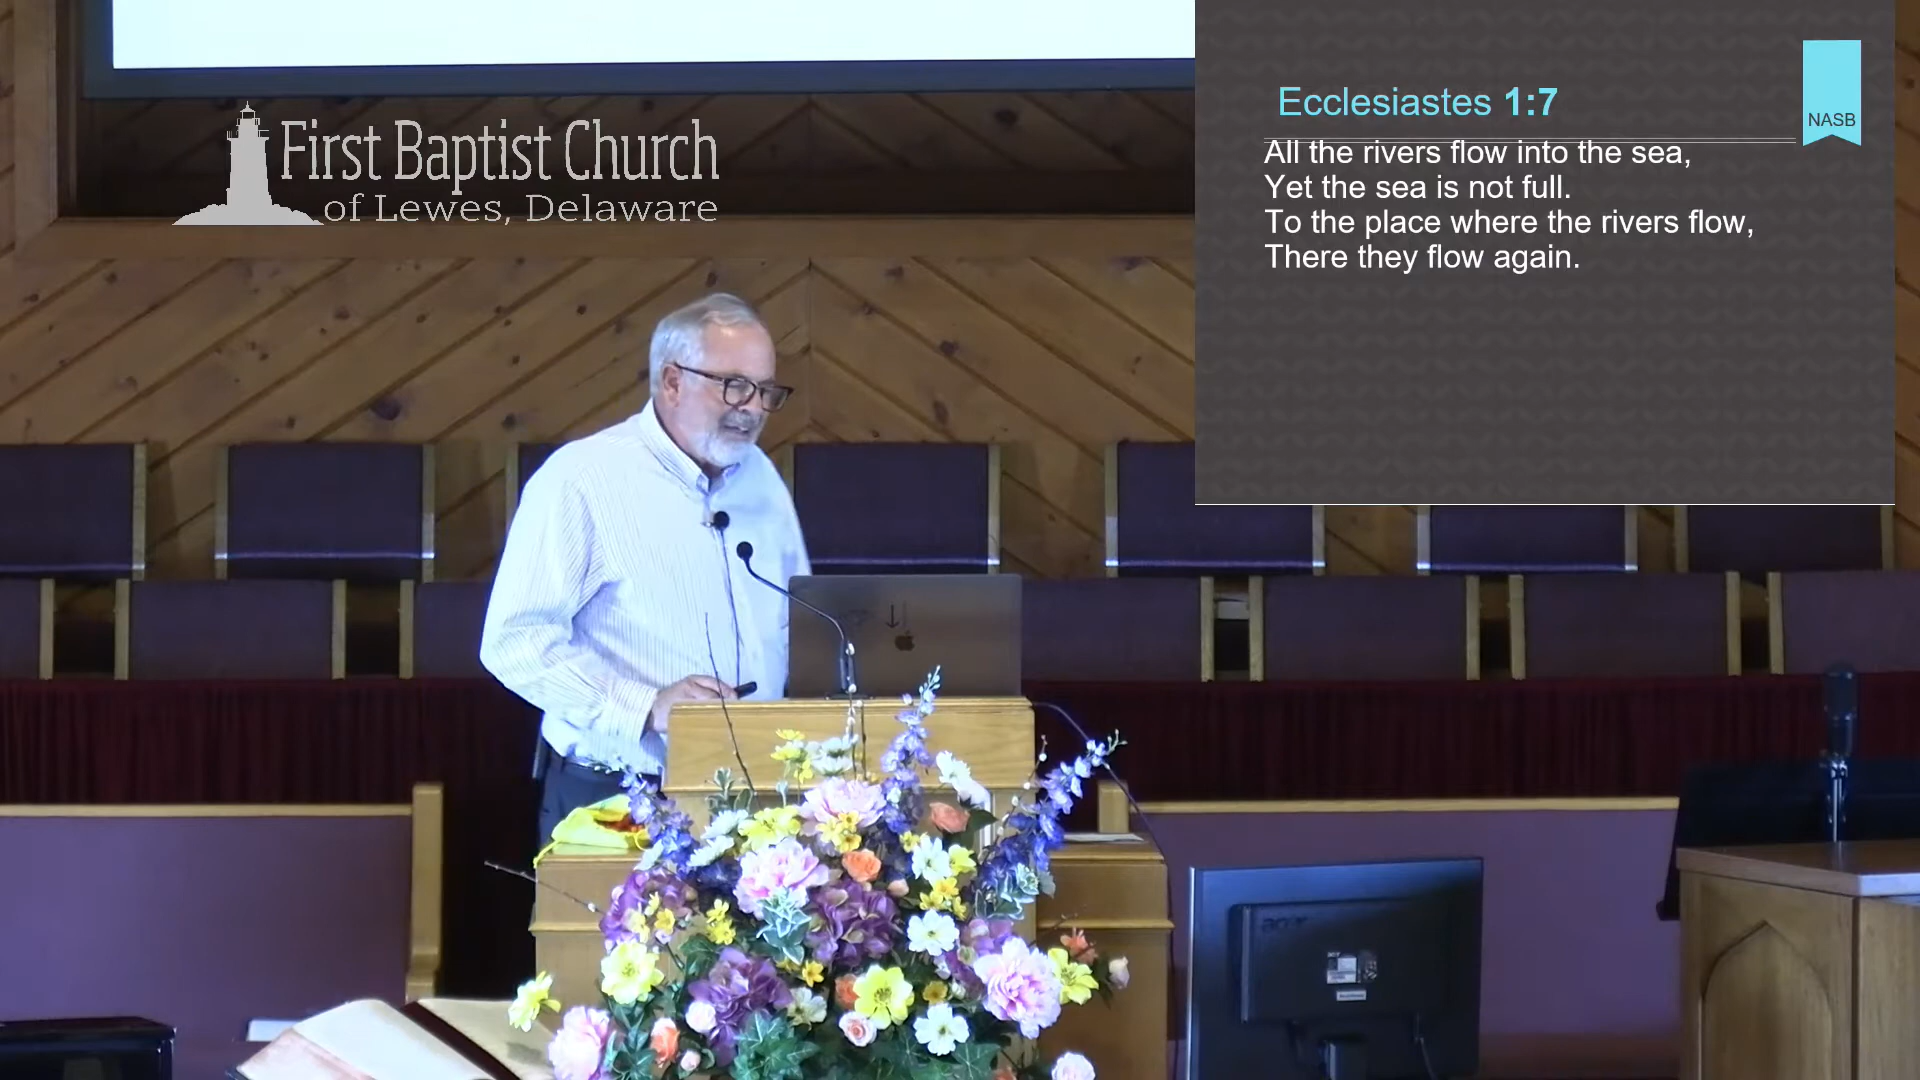 First Baptist Church
of Lewes, Delaware
Ecclesiastes 1:7
NASB
All the rivers flow into the sea,
Yet the sea is not full.
To the place where the rivers flow,
There they flow again.
acer